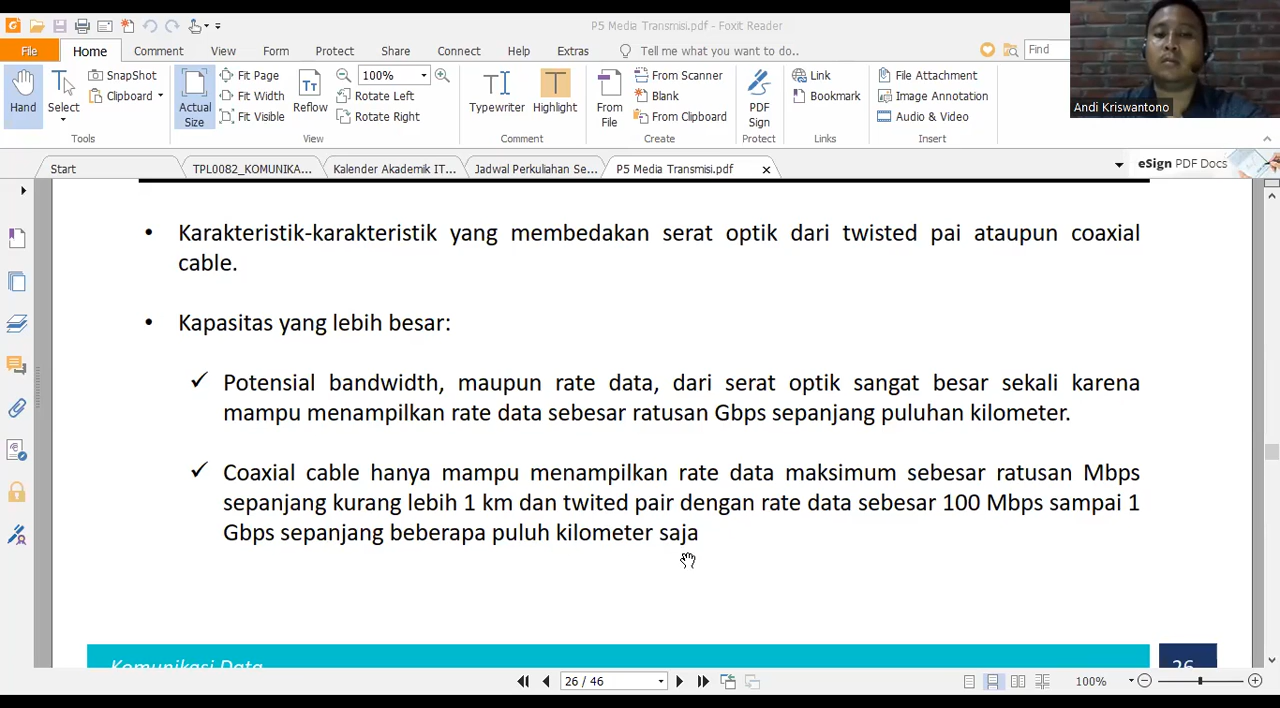 P5 Media Transmisi.pdf - Foxit Reader
File Home Comment View Form Protect Share Connect Help Extras Tell me what you want to do.. Find
Hand
Select
SnapShot
Clipboard
Tools
Actual Size
Fit Page
Fit Width
Fit Visible
Reflow
100%
Rotate Left
Rotate Right
View
Typewriter
Highlight
Comment
From File
From Scanner
Blank
From Clipboard
Create
PDF Sign
Protect
Link
Bookmark
Links
File Attachment
Image Annotation
Audio & Video
Insert
Andi Kriswantono
Start TPL0082_KOMUNIKA... Kalender Akademik IT... Jadwal Perkuliahan Se... P5 Media Transmisi.pdf eSign PDF Docs
• Karakteristik-karakteristik yang membedakan serat optik dari twisted pai ataupun coaxial
cable.
• Kapasitas yang lebih besar:
✓ Potensial bandwidth, maupun rate data, dari serat optik sangat besar sekali karena
mampu menampilkan rate data sebesar ratusan Gbps sepanjang puluhan kilometer.
✓ Coaxial cable hanya mampu menampilkan rate data maksimum sebesar ratusan Mbps
sepanjang kurang lebih 1 km dan twited pair dengan rate data sebesar 100 Mbps sampai 1
Gbps sepanjang beberapa puluh kilometer saja
Komunikasi Data 26
26 / 46 100%